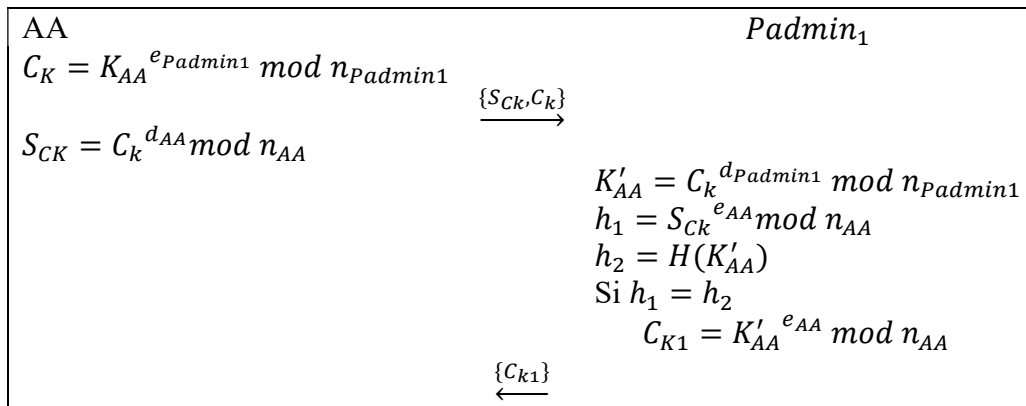 AA Padmin₁
C_K = K_AA^{e_Padmin1} mod n_Padmin1
{S_Ck,C_k}
→
S_CK = C_k^{d_AA} mod n_AA
K'_AA = C_k^{d_Padmin1} mod n_Padmin1
h₁ = S_Ck^{e_AA} mod n_AA
h₂ = H(K'_AA)
Si h₁ = h₂
C_K1 = K'_AA^{e_AA} mod n_AA
{C_k1}
←